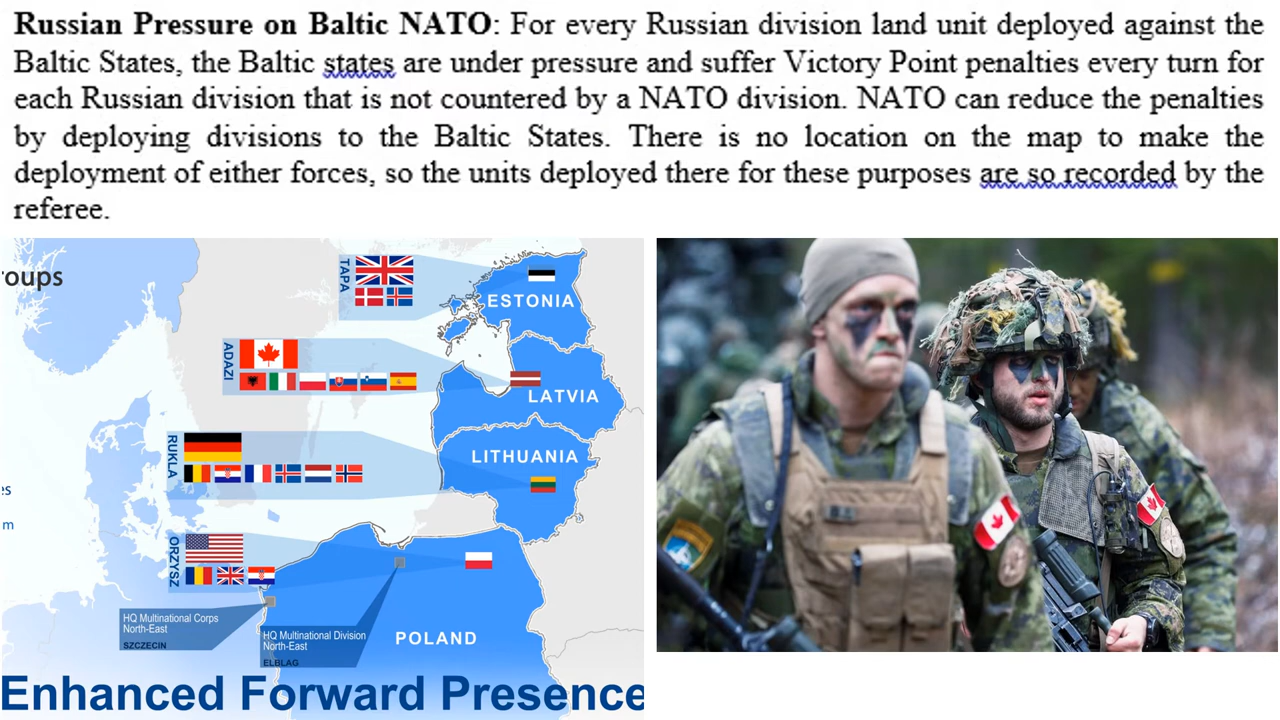 Russian Pressure on Baltic NATO: For every Russian division land unit deployed against the
Baltic States, the Baltic states are under pressure and suffer Victory Point penalties every turn for
each Russian division that is not countered by a NATO division. NATO can reduce the penalties
by deploying divisions to the Baltic States. There is no location on the map to make the
deployment of either forces, so the units deployed there for these purposes are so recorded by the
referee.
roups
TAPA
ESTONIA
ADAZI
LATVIA
RUKLA
LITHUANIA
es
m
ORZYSZ
HQ Multinational Corps
North-East
SZCZECIN
HQ Multinational Division
North-East
ELBLAG
POLAND
Enhanced Forward Presence